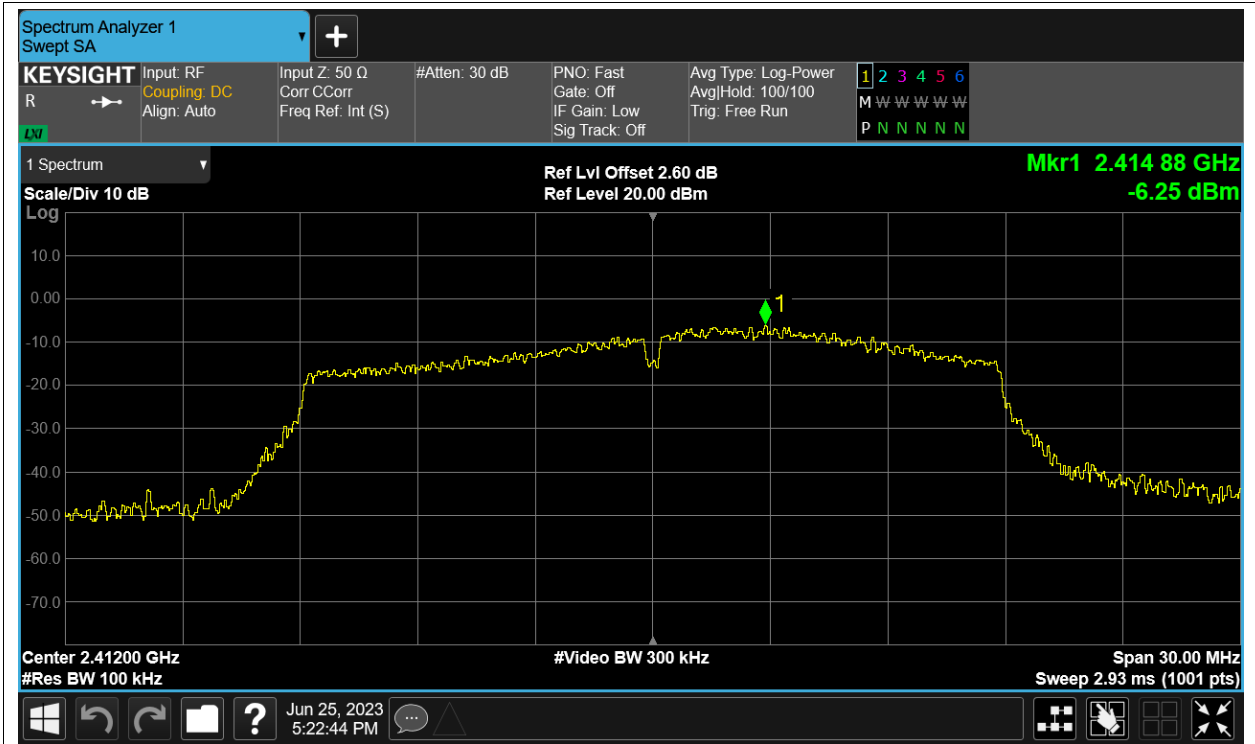 Spectrum Analyzer 1
Swept SA
KEYSIGHT
R
LXI
Input: RF
Coupling: DC
Align: Auto
Input Z: 50 Ω
Corr CCorr
Freq Ref: Int (S)
#Atten: 30 dB
PNO: Fast
Gate: Off
IF Gain: Low
Sig Track: Off
Avg Type: Log-Power
Avg|Hold: 100/100
Trig: Free Run
1 2 3 4 5 6
M W W W W W
P N N N N N
1 Spectrum
Scale/Div 10 dB
Log
Ref Lvl Offset 2.60 dB
Ref Level 20.00 dBm
Mkr1 2.414 88 GHz
-6.25 dBm
10.0
0.00
1
-10.0
-20.0
-30.0
-40.0
-50.0
-60.0
-70.0
Center 2.41200 GHz
#Res BW 100 kHz
#Video BW 300 kHz
Span 30.00 MHz
Sweep 2.93 ms (1001 pts)
?
Jun 25, 2023
5:22:44 PM